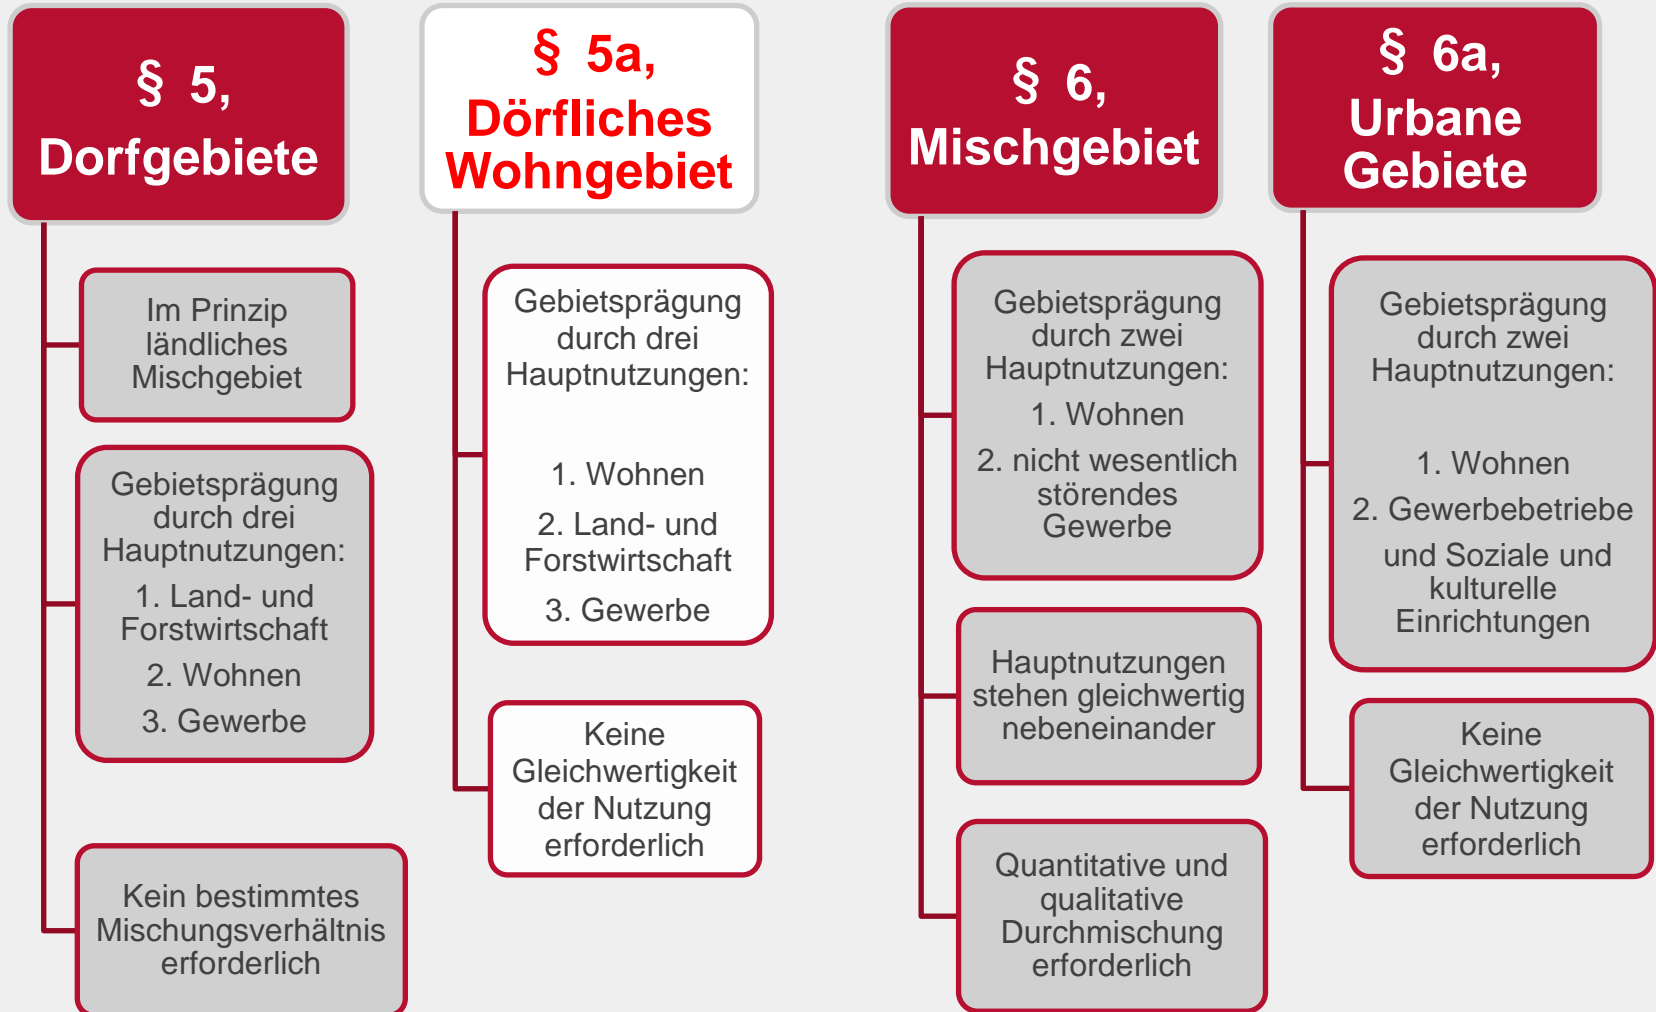 § 5,
Dorfgebiete
Im Prinzip
ländliches
Mischgebiet
Gebietsprägung
durch drei
Hauptnutzungen:
1. Land- und
Forstwirtschaft
2. Wohnen
3. Gewerbe
Kein bestimmtes
Mischungsverhältnis
erforderlich
§ 5a,
Dörfliches
Wohngebiet
Gebietsprägung
durch drei
Hauptnutzungen:
1. Wohnen
2. Land- und
Forstwirtschaft
3. Gewerbe
Keine
Gleichwertigkeit
der Nutzung
erforderlich
§ 6,
Mischgebiet
Gebietsprägung
durch zwei
Hauptnutzungen:
1. Wohnen
2. nicht wesentlich
störendes
Gewerbe
Hauptnutzungen
stehen gleichwertig
nebeneinander
Quantitative und
qualitative
Durchmischung
erforderlich
§ 6a,
Urbane
Gebiete
Gebietsprägung
durch zwei
Hauptnutzungen:
1. Wohnen
2. Gewerbebetriebe
und Soziale und
kulturelle
Einrichtungen
Keine
Gleichwertigkeit
der Nutzung
erforderlich